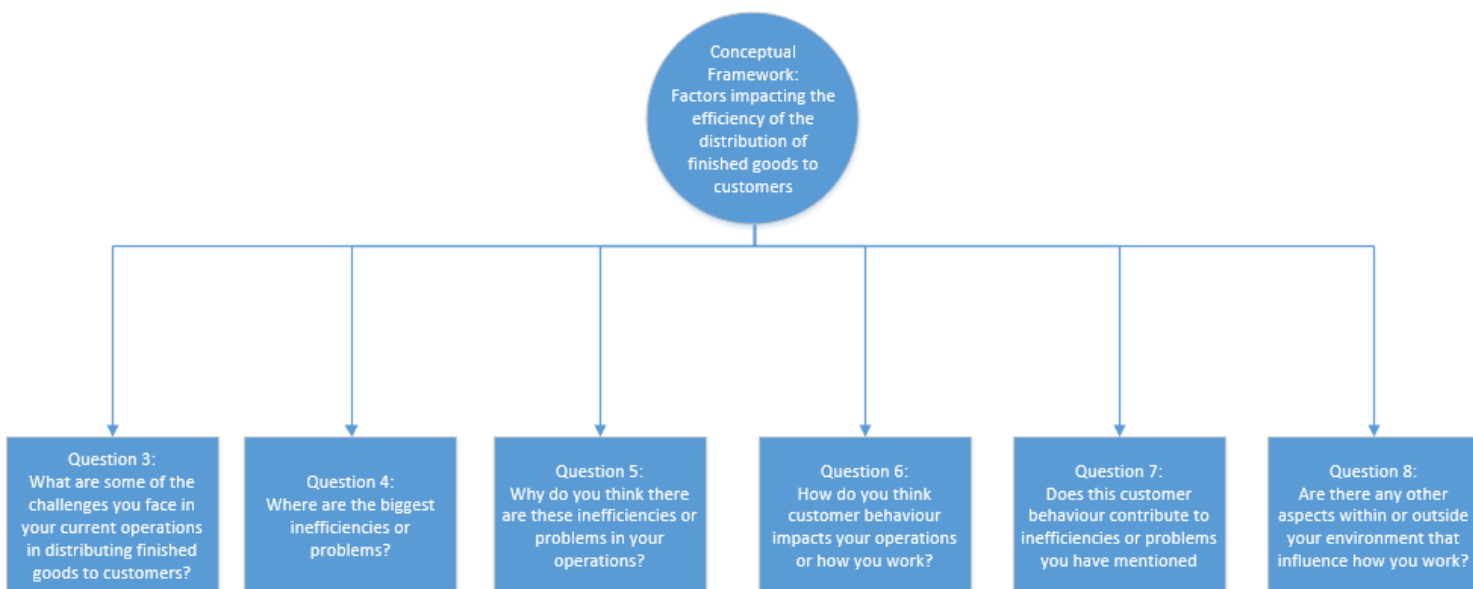 Conceptual
Framework:
Factors impacting the
efficiency of the
distribution of
finished goods to
customers
Question 3:
What are some of the
challenges you face in
your current operations
in distributing finished
goods to customers?
Question 4:
Where are the biggest
inefficiencies or
problems?
Question 5:
Why do you think there
are these inefficiencies or
problems in your
operations?
Question 6:
How do you think
customer behaviour
impacts your operations
or how you work?
Question 7:
Does this customer
behaviour contribute to
inefficiencies or problems
you have mentioned
Question 8:
Are there any other
aspects within or outside
your environment that
influence how you work?